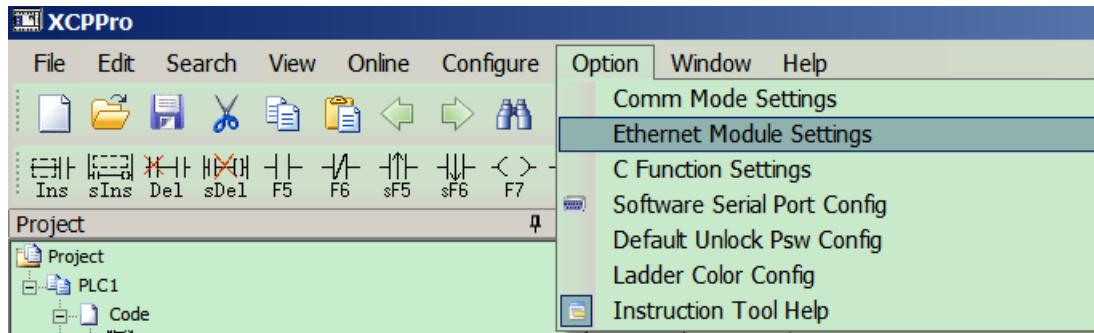 XCPPro
File Edit Search View Online Configure Option Window Help
Comm Mode Settings
Ethernet Module Settings
C Function Settings
Software Serial Port Config
Default Unlock Psw Config
Ladder Color Config
Instruction Tool Help
Ins sIns Del sDel F5 F6 sF5 sF6 F7
Project
Project
PLC1
Code